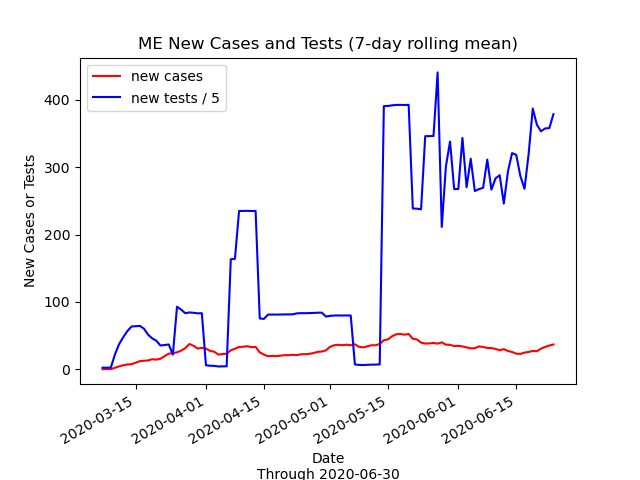 ME New Cases and Tests (7-day rolling mean)
new cases
new tests / 5
New Cases or Tests
400
300
200
100
0
2020-03-15
2020-04-01
2020-04-15
2020-05-01
2020-05-15
2020-06-01
2020-06-15
Date
Through 2020-06-30